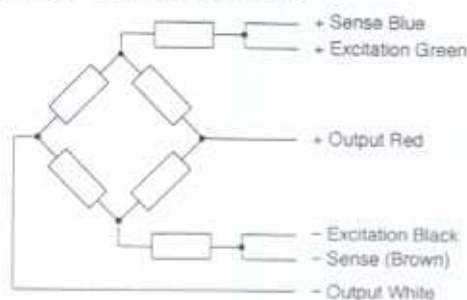 + Sense Blue
+ Excitation Green
+ Output Red
− Excitation Black
− Sense (Brown)
− Output White